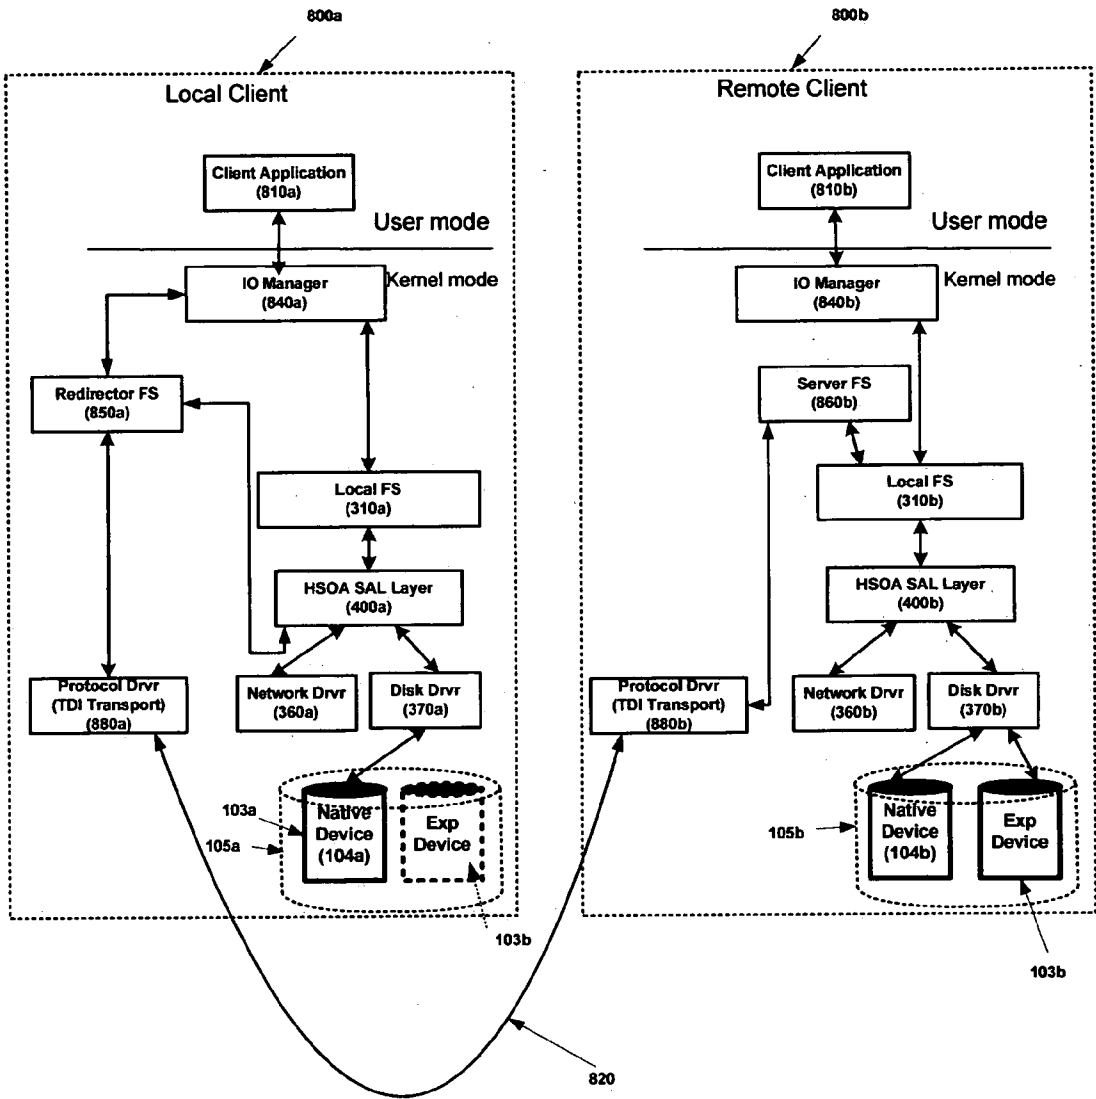 800a
800b
Local Client
Remote Client
Client Application
(810a)
User mode
IO Manager
(840a)
Kernel mode
Redirector FS
(850a)
Local FS
(310a)
HSOA SAL Layer
(400a)
Protocol Drvr
(TDI Transport)
(880a)
Network Drvr
(360a)
Disk Drvr
(370a)
103a
105a
Native
Device
(104a)
Exp
Device
103b
Client Application
(810b)
User mode
IO Manager
(840b)
Kernel mode
Server FS
(860b)
Local FS
(310b)
HSOA SAL Layer
(400b)
Protocol Drvr
(TDI Transport)
(880b)
Network Drvr
(360b)
Disk Drvr
(370b)
105b
Native
Device
(104b)
Exp
Device
103b
820